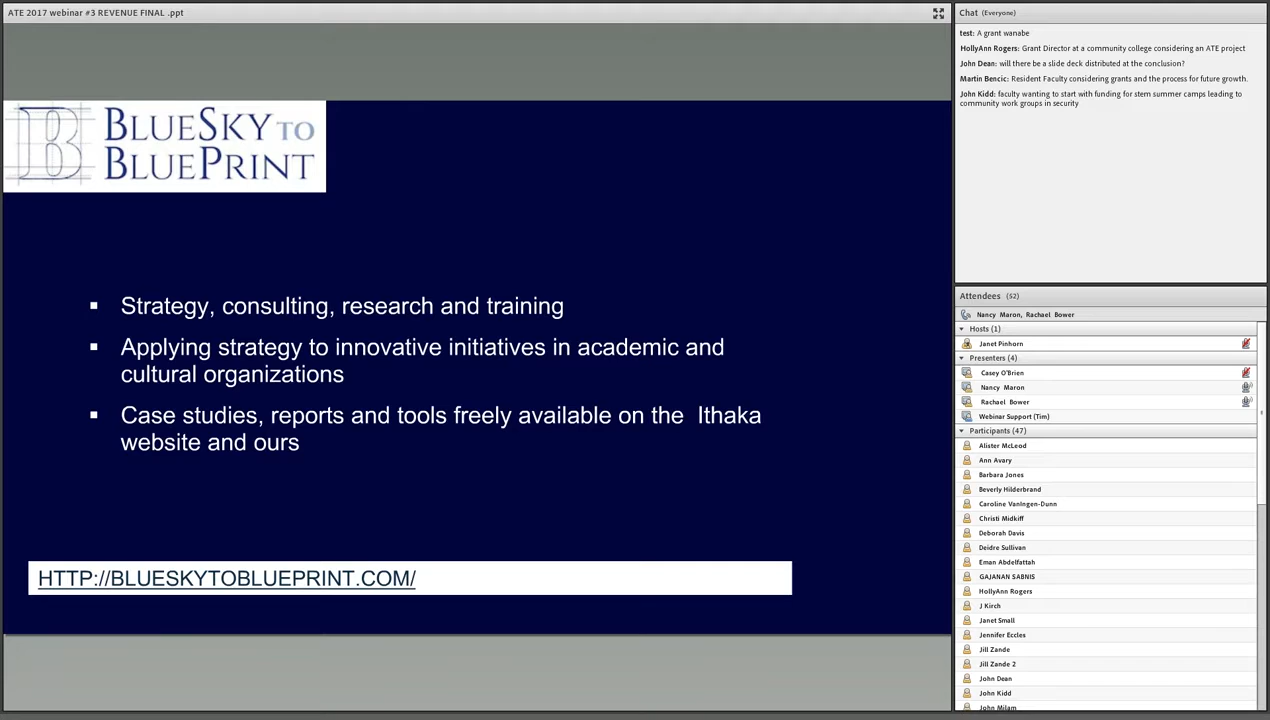 ATE 2017 webinar #3 REVENUE FINAL .ppt
BLUESKY TO
BLUEPRINT
Strategy, consulting, research and training
Applying strategy to innovative initiatives in academic and
cultural organizations
Case studies, reports and tools freely available on the Ithaka
website and ours
HTTP://BLUESKYTOBLUEPRINT.COM/
Chat (Everyone)
test: A grant wanabe
HollyAnn Rogers: Grant Director at a community college considering an ATE project
John Dean: will there be a slide deck distributed at the conclusion?
Martin Bencic: Resident Faculty considering grants and the process for future growth.
John Kidd: faculty wanting to start with funding for stem summer camps leading to
community work groups in security
Attendees (52)
Nancy Maron, Rachael Bower
Hosts (1)
Janet Pinhorn
Presenters (4)
Casey O'Brien
Nancy Maron
Rachael Bower
Webinar Support (Tim)
Participants (47)
Alister McLeod
Ann Avary
Barbara Jones
Beverly Hilderbrand
Caroline VanIngen-Dunn
Christi Midkiff
Deborah Davis
Deidre Sullivan
Eman Abdelfattah
GAJANAN SABNIS
HollyAnn Rogers
J Kirch
Janet Small
Jennifer Eccles
Jill Zande
Jill Zande 2
John Dean
John Kidd
John Milam